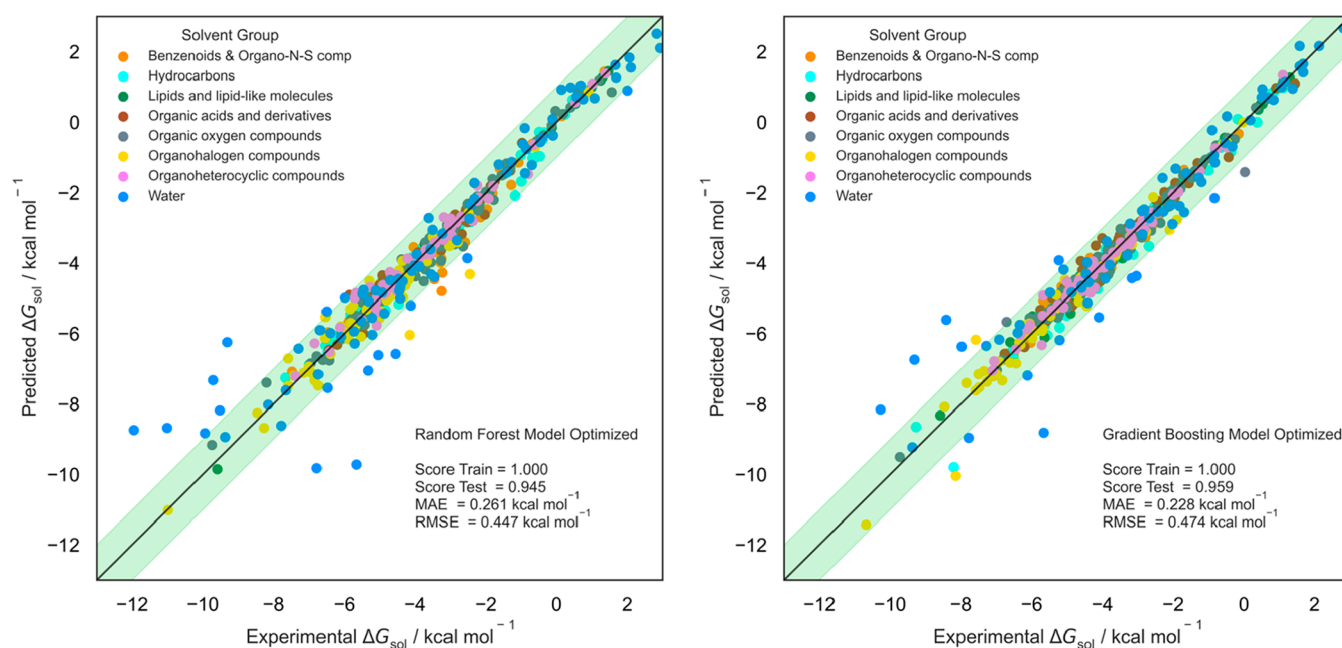 Solvent Group
Benzenoids & Organo-N-S comp
Hydrocarbons
Lipids and lipid-like molecules
Organic acids and derivatives
Organic oxygen compounds
Organohalogen compounds
Organoheterocyclic compounds
Water
Random Forest Model Optimized
Score Train = 1.000
Score Test = 0.945
MAE = 0.261 kcal mol⁻¹
RMSE = 0.447 kcal mol⁻¹
2
0
−2
−4
−6
−8
−10
−12
Predicted ΔG_sol / kcal mol⁻¹
−12 −10 −8 −6 −4 −2 0 2
Experimental ΔG_sol / kcal mol⁻¹
Solvent Group
Benzenoids & Organo-N-S comp
Hydrocarbons
Lipids and lipid-like molecules
Organic acids and derivatives
Organic oxygen compounds
Organohalogen compounds
Organoheterocyclic compounds
Water
Gradient Boosting Model Optimized
Score Train = 1.000
Score Test = 0.959
MAE = 0.228 kcal mol⁻¹
RMSE = 0.474 kcal mol⁻¹
2
0
−2
−4
−6
−8
−10
−12
Predicted ΔG_sol / kcal mol⁻¹
−12 −10 −8 −6 −4 −2 0 2
Experimental ΔG_sol / kcal mol⁻¹